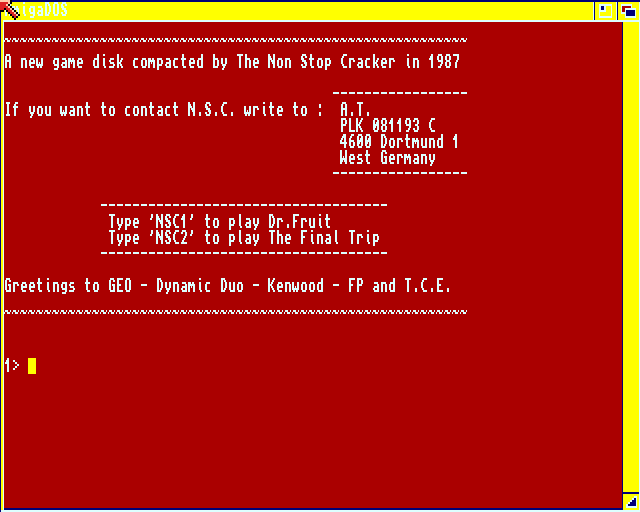 igaDOS
~~~~~~~~~~~~~~~~~~~~~~~~~~~~~~~~~~~~~~~~~~~~~~~~~~~~~~~~~~
A new game disk compacted by The Non Stop Cracker in 1987
-----------------
If you want to contact N.S.C. write to : A.T.
PLK 081193 C
4600 Dortmund 1
West Germany
-----------------
------------------------------------
Type 'NSC1' to play Dr.Fruit
Type 'NSC2' to play The Final Trip
------------------------------------
Greetings to GEO - Dynamic Duo - Kenwood - FP and T.C.E.
~~~~~~~~~~~~~~~~~~~~~~~~~~~~~~~~~~~~~~~~~~~~~~~~~~~~~~~~~~
1>